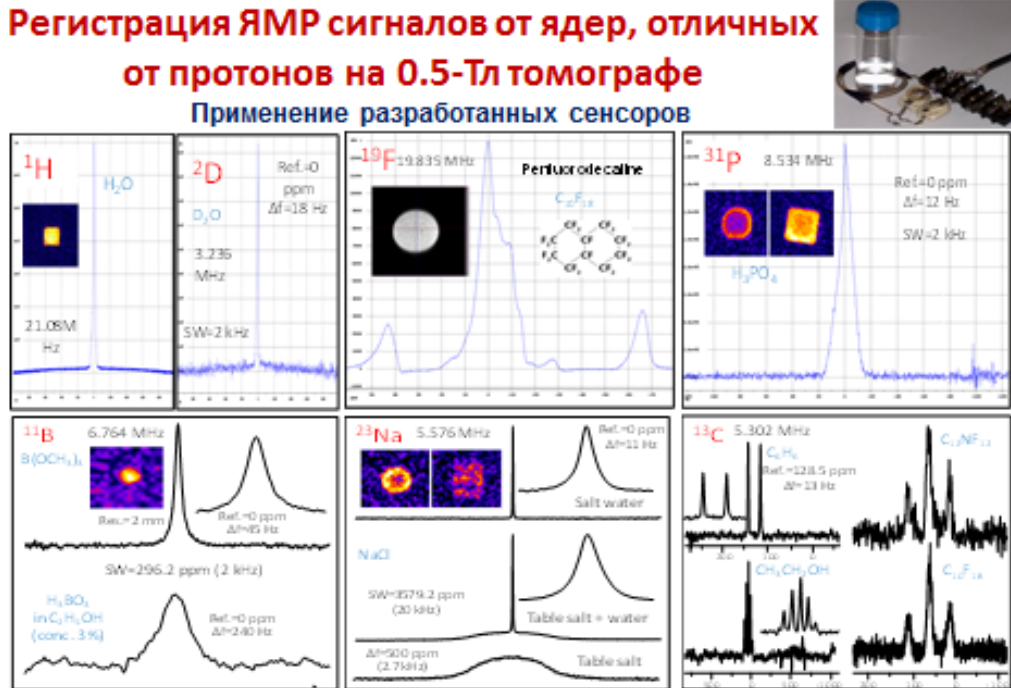 Регистрация ЯМР сигналов от ядер, отличных
от протонов на 0.5-Тл томографе
Применение разработанных сенсоров
¹H
H₂O
21.08M
Hz
²D
Ref.=0
ppm
Δf=18 Hz
D₂O
3.236
MHz
SW=2 kHz
¹⁹F 19.835 MHz
Perfluorodecaline
C₁₀F₁₈
³¹P 8.534 MHz
Ref.=0 ppm
Δf=12 Hz
SW=2 kHz
H₃PO₄
¹¹B 6.764 MHz
B(OCH₃)₃
Res.= 2 mm
Ref.=0 ppm
Δf=45 Hz
SW=296.2 ppm (2 kHz)
H₃BO₃
in C₂H₅OH
(conc. 3%)
Ref.=0 ppm
Δf=240 Hz
²³Na 5.576 MHz
Ref.=0 ppm
Δf=11 Hz
Salt water
NaCl
SW=3579.2 ppm
(20 kHz)
Table salt + water
Δf=500 ppm
(2.7kHz)
Table salt
¹³C 5.302 MHz
C₆H₆
Ref.=128.5 ppm
Δf=13 Hz
CH₃CH₂OH
C₁₀F₁₈